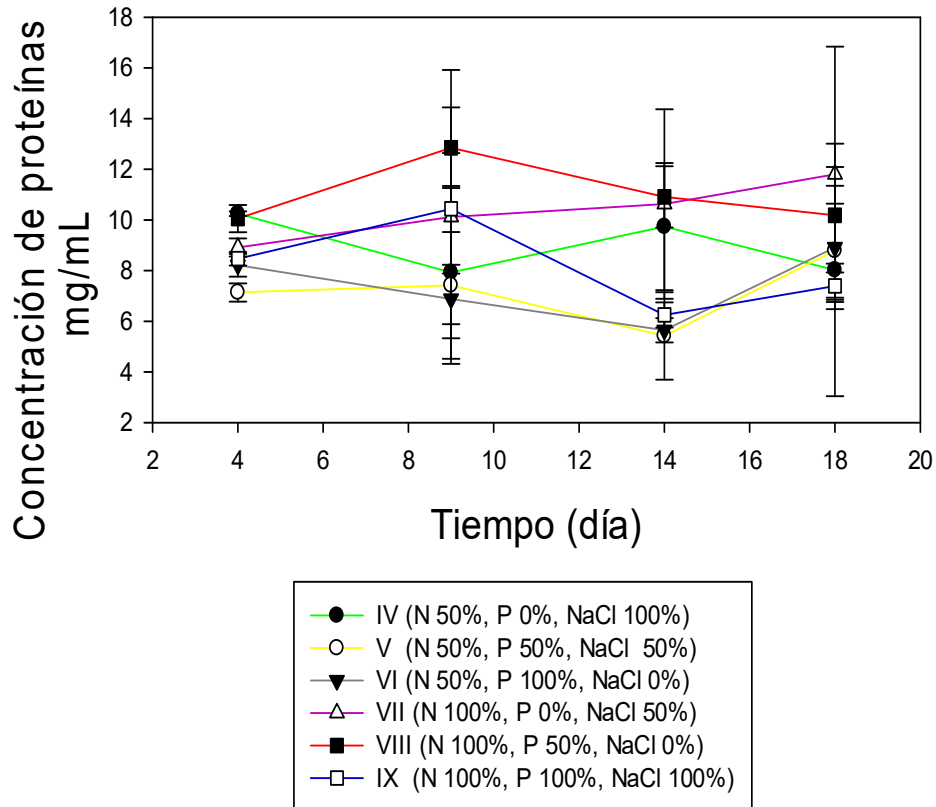 Concentración de proteínas
mg/mL
18
16
14
12
10
8
6
4
2
2 4 6 8 10 12 14 16 18 20
Tiempo (día)
IV (N 50%, P 0%, NaCl 100%)
V (N 50%, P 50%, NaCl 50%)
VI (N 50%, P 100%, NaCl 0%)
VII (N 100%, P 0%, NaCl 50%)
VIII (N 100%, P 50%, NaCl 0%)
IX (N 100%, P 100%, NaCl 100%)